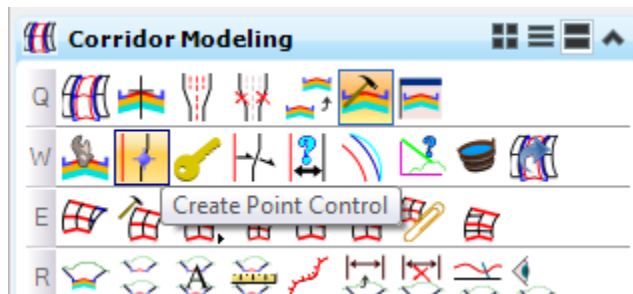 Corridor Modeling
Q
W
Create Point Control
E
R
A